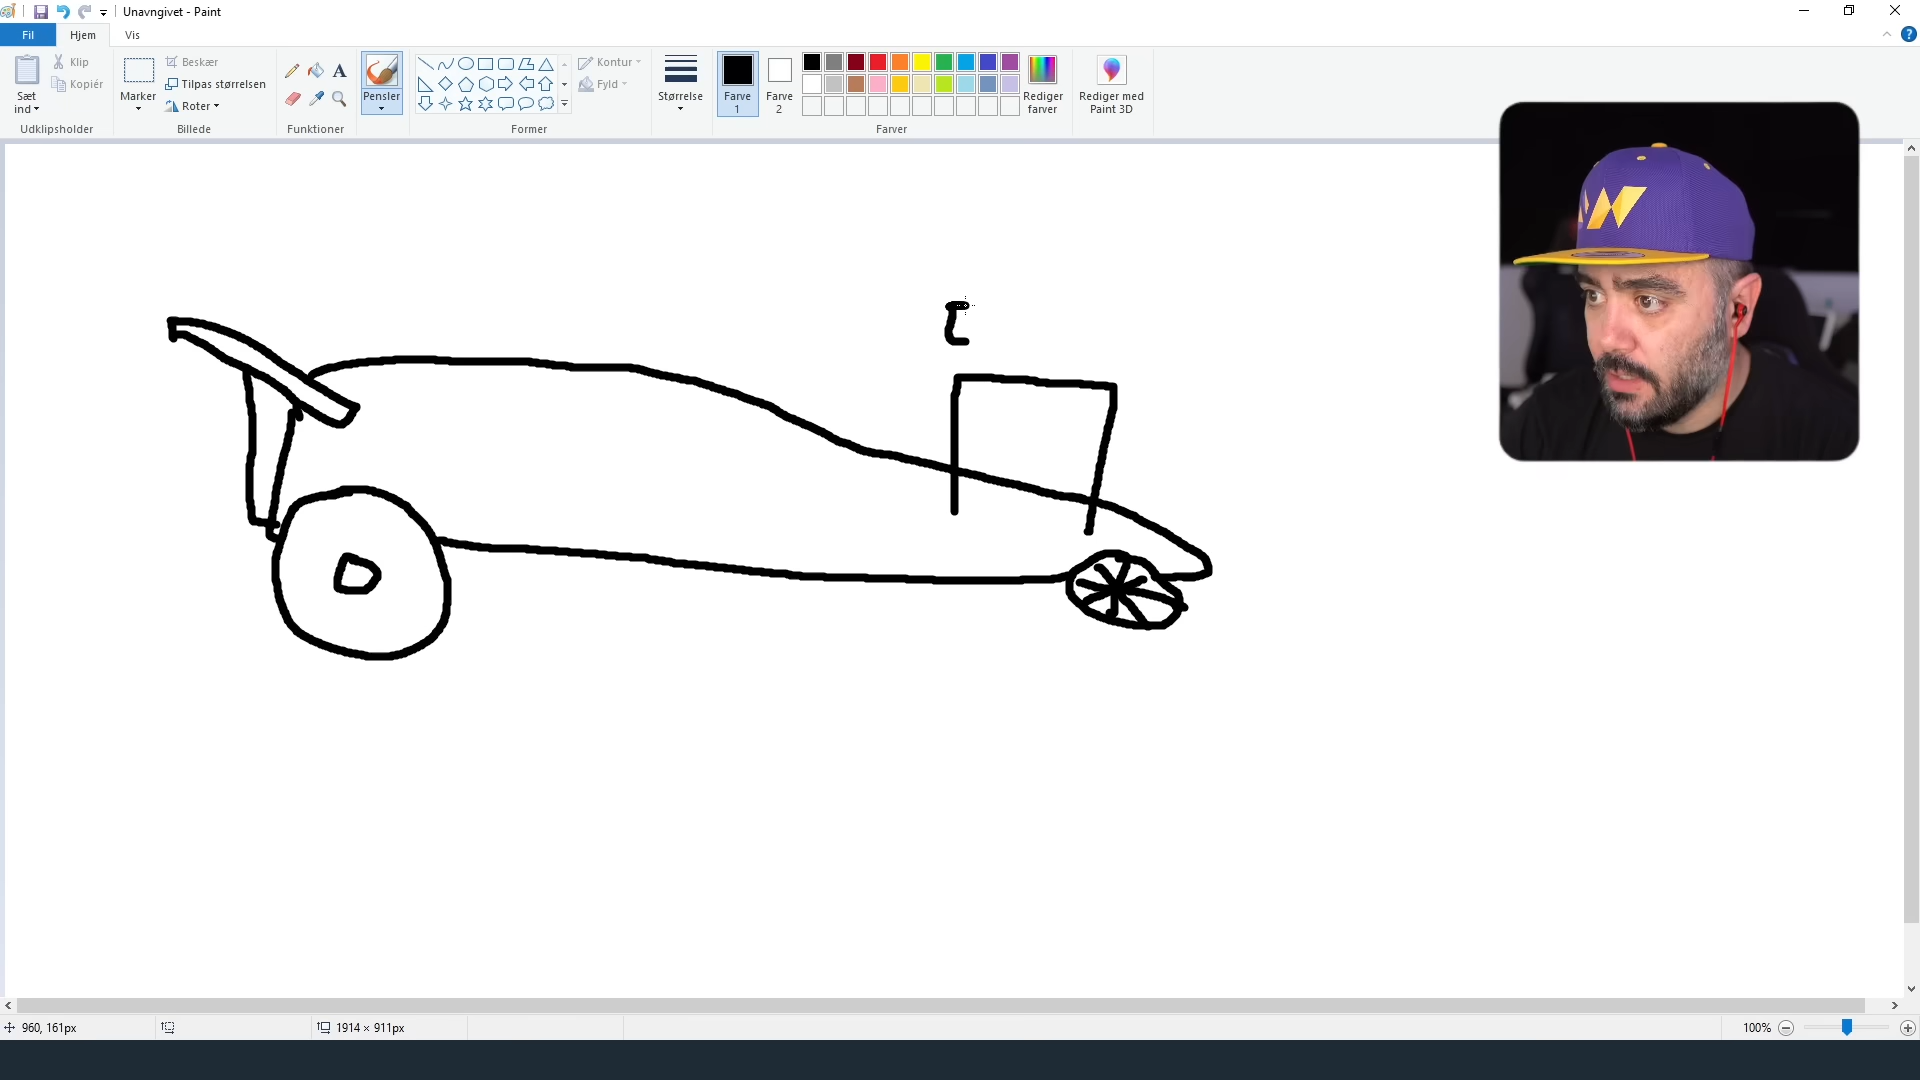 Unavngivet - Paint
Fil Hjem Vis
Sæt ind
Klip
Kopiér
Udklipsholder
Marker
Beskær
Tilpas størrelsen
Roter
Billede
A
Funktioner
Pensler
Former
Kontur
Fyld
Størrelse
Farve 1
Farve 2
Farver
Rediger farver
Rediger med Paint 3D
?
960, 161px
1914 × 911px
100%